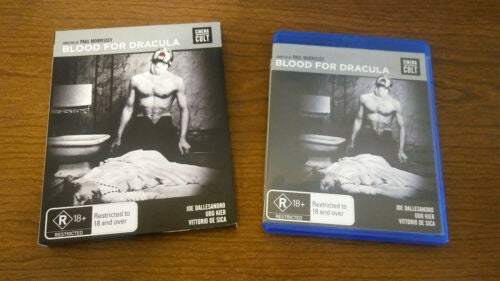 DIRECTED BY PAUL MORRISSEY
BLOOD FOR DRACULA
CINEMA
CULT
R 18+
RESTRICTED
Restricted to
18 and over
JOE DALLESANDRO
UDO KIER
VITTORIO DE SICA
DIRECTED BY PAUL MORRISSEY
BLOOD FOR DRACULA
CINEMA
CULT
R 18+
RESTRICTED
Restricted to
18 and over
JOE DALLESANDRO
UDO KIER
VITTORIO DE SICA